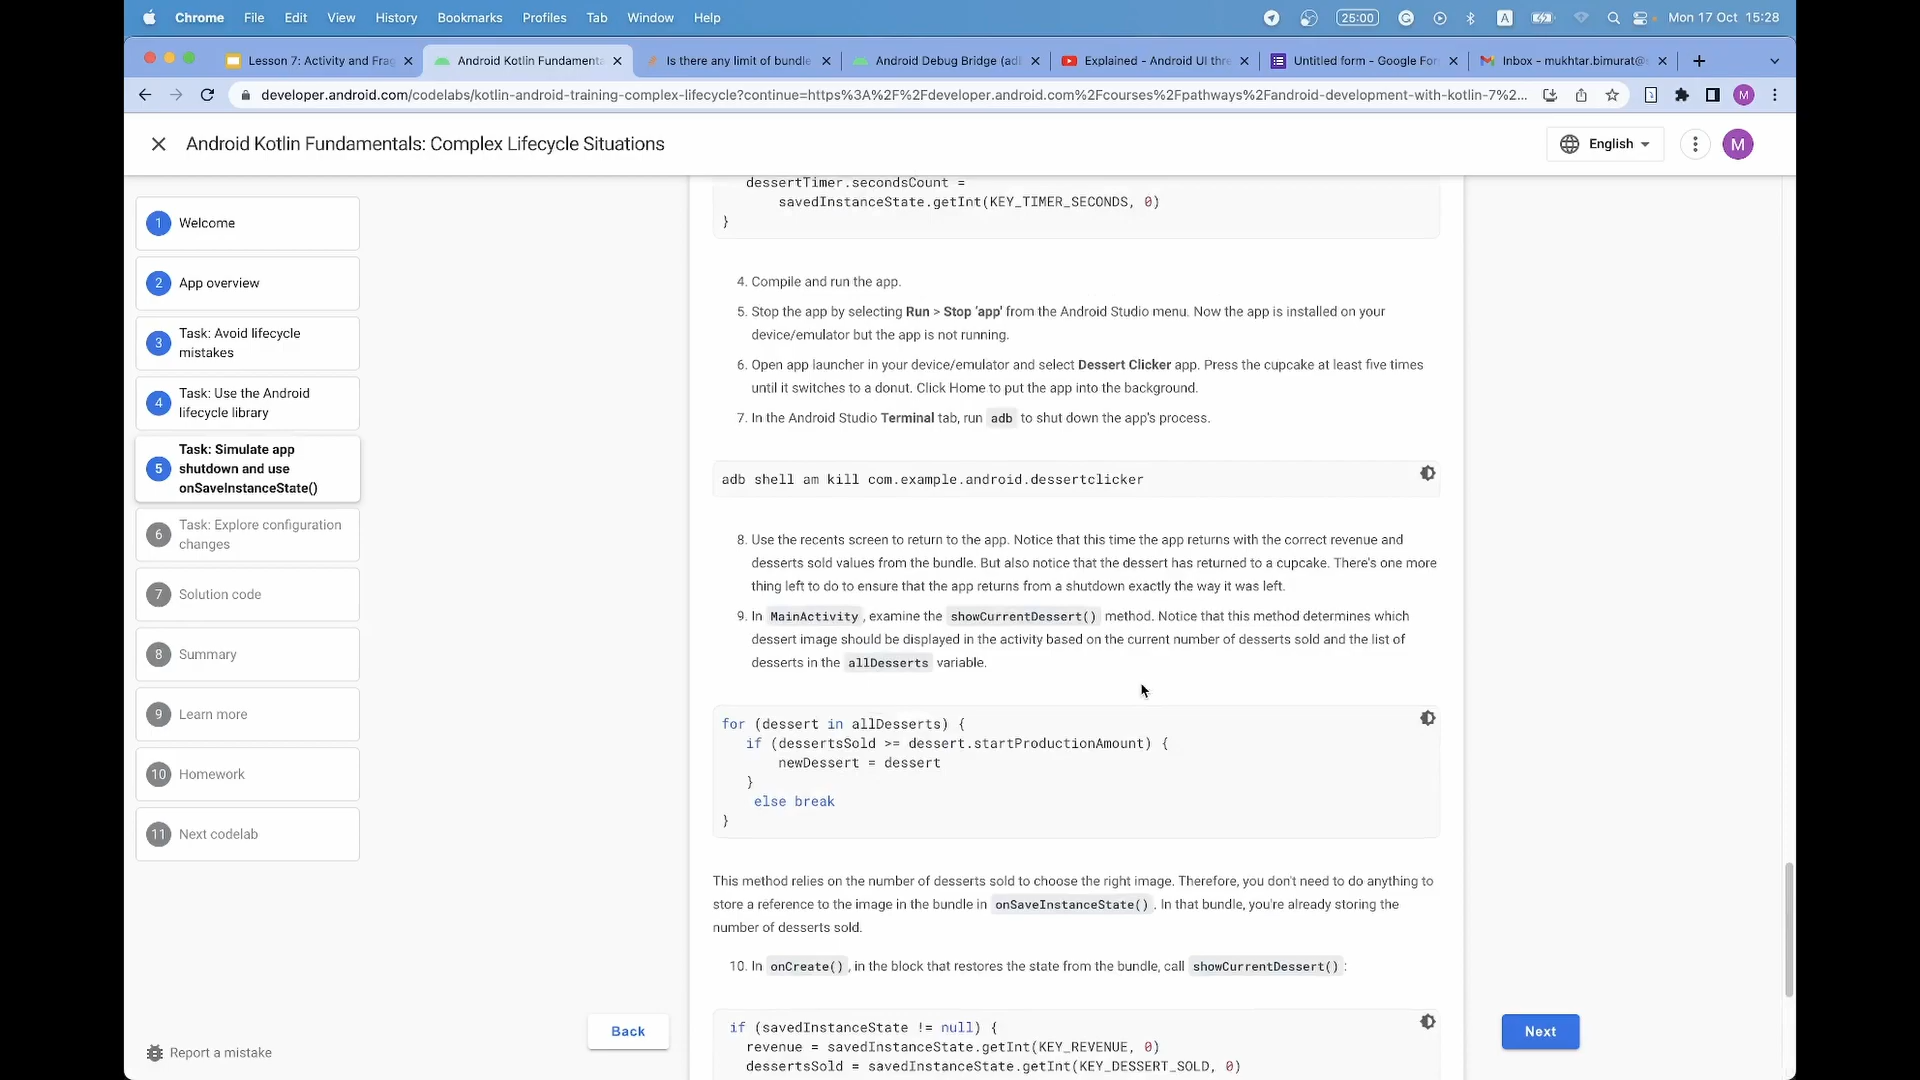 Chrome File Edit View History Bookmarks Profiles Tab Window Help 25:00 A Mon 17 Oct 15:28
Lesson 7: Activity and Frag
Android Kotlin Fundamenta
Is there any limit of bundle
Android Debug Bridge (ad
Explained - Android UI thre
Untitled form - Google For
Inbox - mukhtar.bimurat@
developer.android.com/codelabs/kotlin-android-training-complex-lifecycle?continue=https%3A%2F%2Fdeveloper.android.com%2Fcourses%2Fpathways%2Fandroid-development-with-kotlin-7%2... M
Android Kotlin Fundamentals: Complex Lifecycle Situations
English
M
1 Welcome
2 App overview
3 Task: Avoid lifecycle
mistakes
4 Task: Use the Android
lifecycle library
5 Task: Simulate app
shutdown and use
onSaveInstanceState()
6 Task: Explore configuration
changes
7 Solution code
8 Summary
9 Learn more
10 Homework
11 Next codelab
Report a mistake
dessertTimer.secondsCount =
savedInstanceState.getInt(KEY_TIMER_SECONDS, 0)
}
4. Compile and run the app.
5. Stop the app by selecting Run > Stop 'app' from the Android Studio menu. Now the app is installed on your
device/emulator but the app is not running.
6. Open app launcher in your device/emulator and select Dessert Clicker app. Press the cupcake at least five times
until it switches to a donut. Click Home to put the app into the background.
7. In the Android Studio Terminal tab, run adb to shut down the app's process.
adb shell am kill com.example.android.dessertclicker
8. Use the recents screen to return to the app. Notice that this time the app returns with the correct revenue and
desserts sold values from the bundle. But also notice that the dessert has returned to a cupcake. There's one more
thing left to do to ensure that the app returns from a shutdown exactly the way it was left.
9. In MainActivity, examine the showCurrentDessert() method. Notice that this method determines which
dessert image should be displayed in the activity based on the current number of desserts sold and the list of
desserts in the allDesserts variable.
for (dessert in allDesserts) {
if (dessertsSold >= dessert.startProductionAmount) {
newDessert = dessert
}
else break
}
This method relies on the number of desserts sold to choose the right image. Therefore, you don't need to do anything to
store a reference to the image in the bundle in onSaveInstanceState(). In that bundle, you're already storing the
number of desserts sold.
10. In onCreate(), in the block that restores the state from the bundle, call showCurrentDessert():
if (savedInstanceState != null) {
revenue = savedInstanceState.getInt(KEY_REVENUE, 0)
dessertsSold = savedInstanceState.getInt(KEY_DESSERT_SOLD, 0)
Back
Next